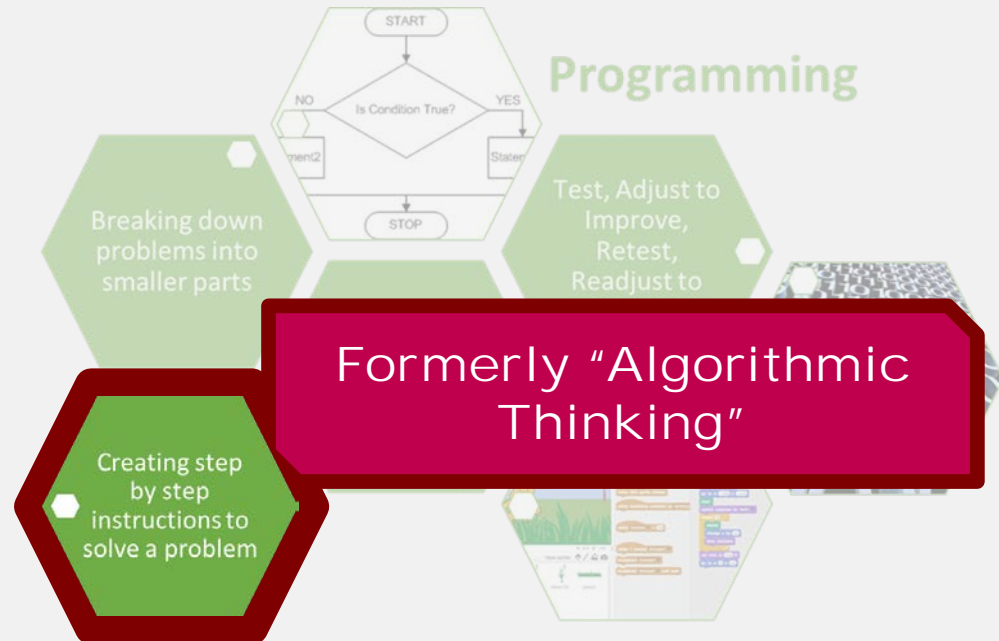 START
Programming
NO
Is Condition True?
YES
Breaking down
problems into
smaller parts
STOP
Test, Adjust to
Improve,
Retest,
Readjust to
Formerly “Algorithmic
Thinking”
Creating step
by step
instructions to
solve a problem